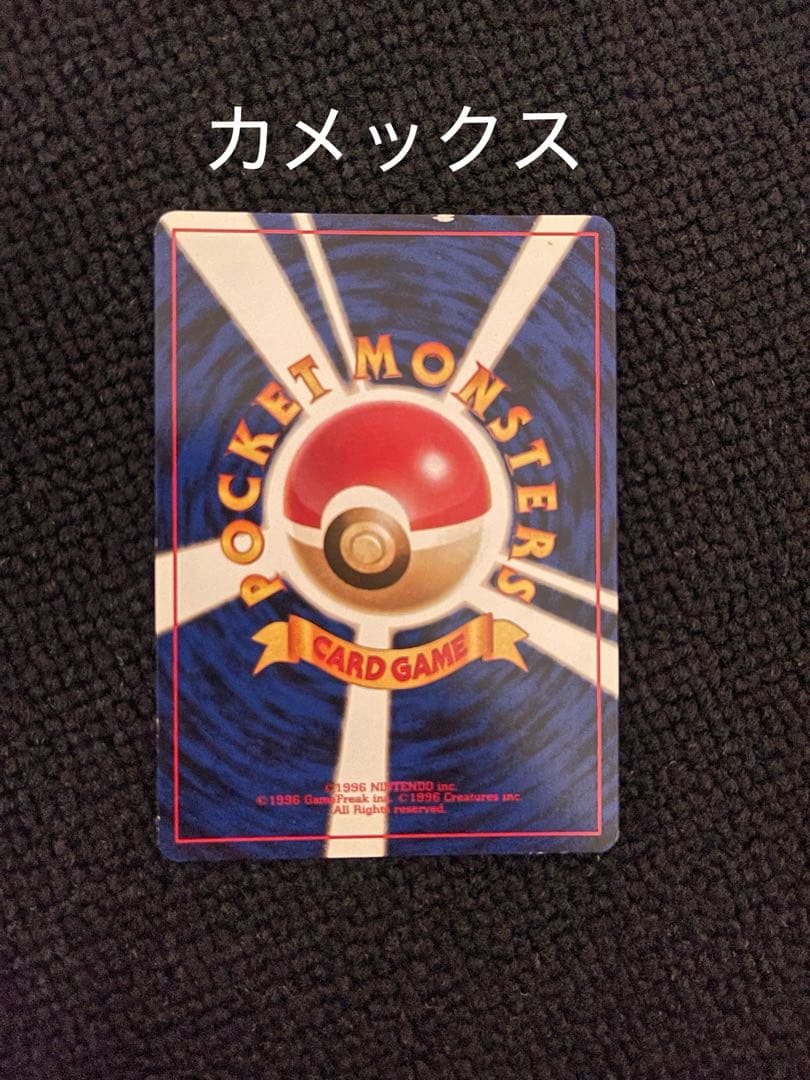 カメックス
POCKET MONSTERS
CARD GAME
©1996 NINTENDO inc.
©1996 GameFreak inc. ©1996 Creatures inc.
All Rights reserved.